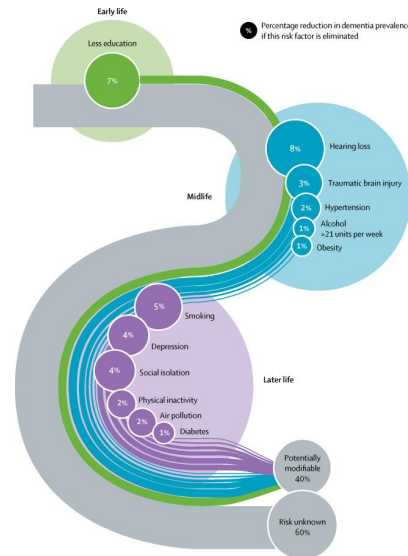 Early life
% Percentage reduction in dementia prevalence
if this risk factor is eliminated
Less education
7%
8% Hearing loss
3% Traumatic brain injury
Midlife
2% Hypertension
1% Alcohol
>21 units per week
1% Obesity
5% Smoking
4% Depression
4% Social isolation
Later life
2% Physical inactivity
2% Air pollution
1% Diabetes
Potentially
modifiable
40%
Risk unknown
60%